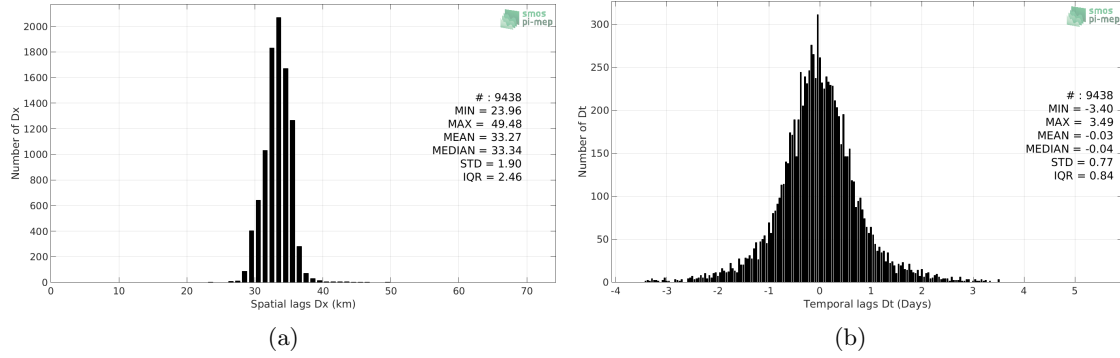 smos
pi-mep
2000
1800
1600
1400
1200
1000
800
600
400
200
0
Number of Dx
# : 9438
MIN = 23.96
MAX = 49.48
MEAN = 33.27
MEDIAN = 33.34
STD = 1.90
IQR = 2.46
0 10 20 30 40 50 60 70
Spatial lags Dx (km)
(a)
smos
pi-mep
300
250
200
150
100
50
0
Number of Dt
# : 9438
MIN = -3.40
MAX = 3.49
MEAN = -0.03
MEDIAN = -0.04
STD = 0.77
IQR = 0.84
-4 -3 -2 -1 0 1 2 3 4 5
Temporal lags Dt (Days)
(b)